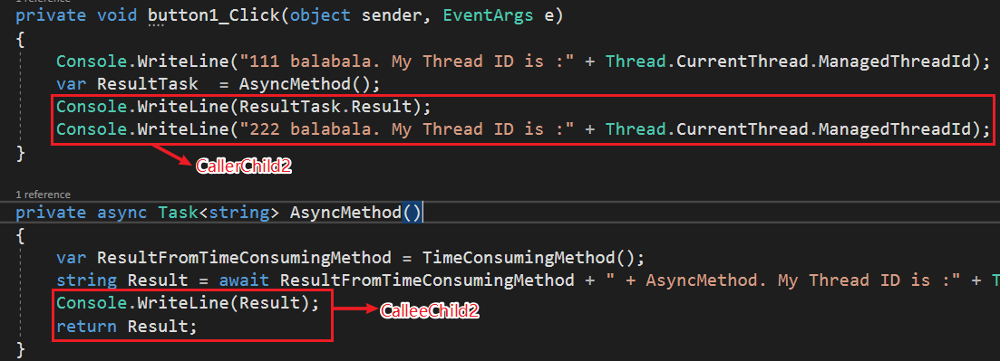 1 reference
private void button1_Click(object sender, EventArgs e)
{
Console.WriteLine("111 balabala. My Thread ID is :" + Thread.CurrentThread.ManagedThreadId);
var ResultTask  = AsyncMethod();
Console.WriteLine(ResultTask.Result);
Console.WriteLine("222 balabala. My Thread ID is :" + Thread.CurrentThread.ManagedThreadId);
}
CallerChild2
1 reference
private async Task<string> AsyncMethod()
{
var ResultFromTimeConsumingMethod = TimeConsumingMethod();
string Result = await ResultFromTimeConsumingMethod + " + AsyncMethod. My Thread ID is :" + T
Console.WriteLine(Result);
CalleeChild2
return Result;
}